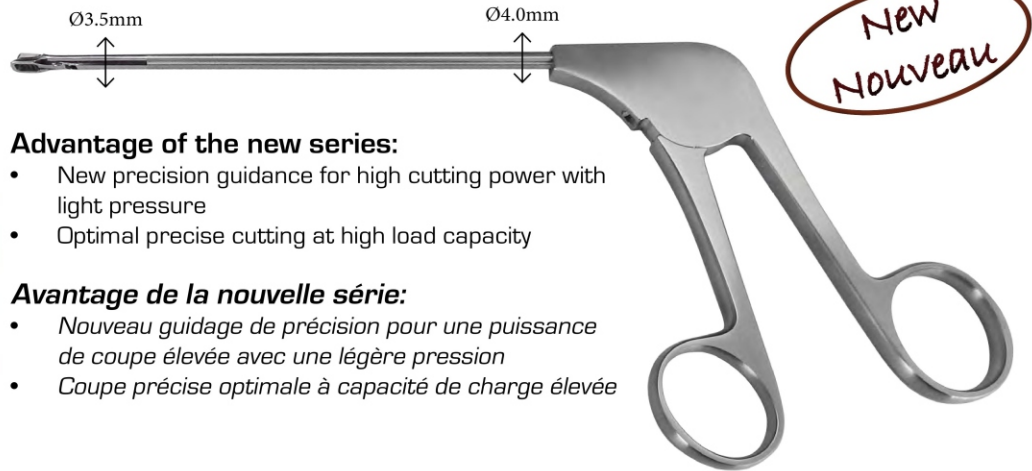 Ø3.5mm
Ø4.0mm
New
Nouveau
Advantage of the new series:
• New precision guidance for high cutting power with
light pressure
• Optimal precise cutting at high load capacity
Avantage de la nouvelle série:
• Nouveau guidage de précision pour une puissance
de coupe élevée avec une légère pression
• Coupe précise optimale à capacité de charge élevée